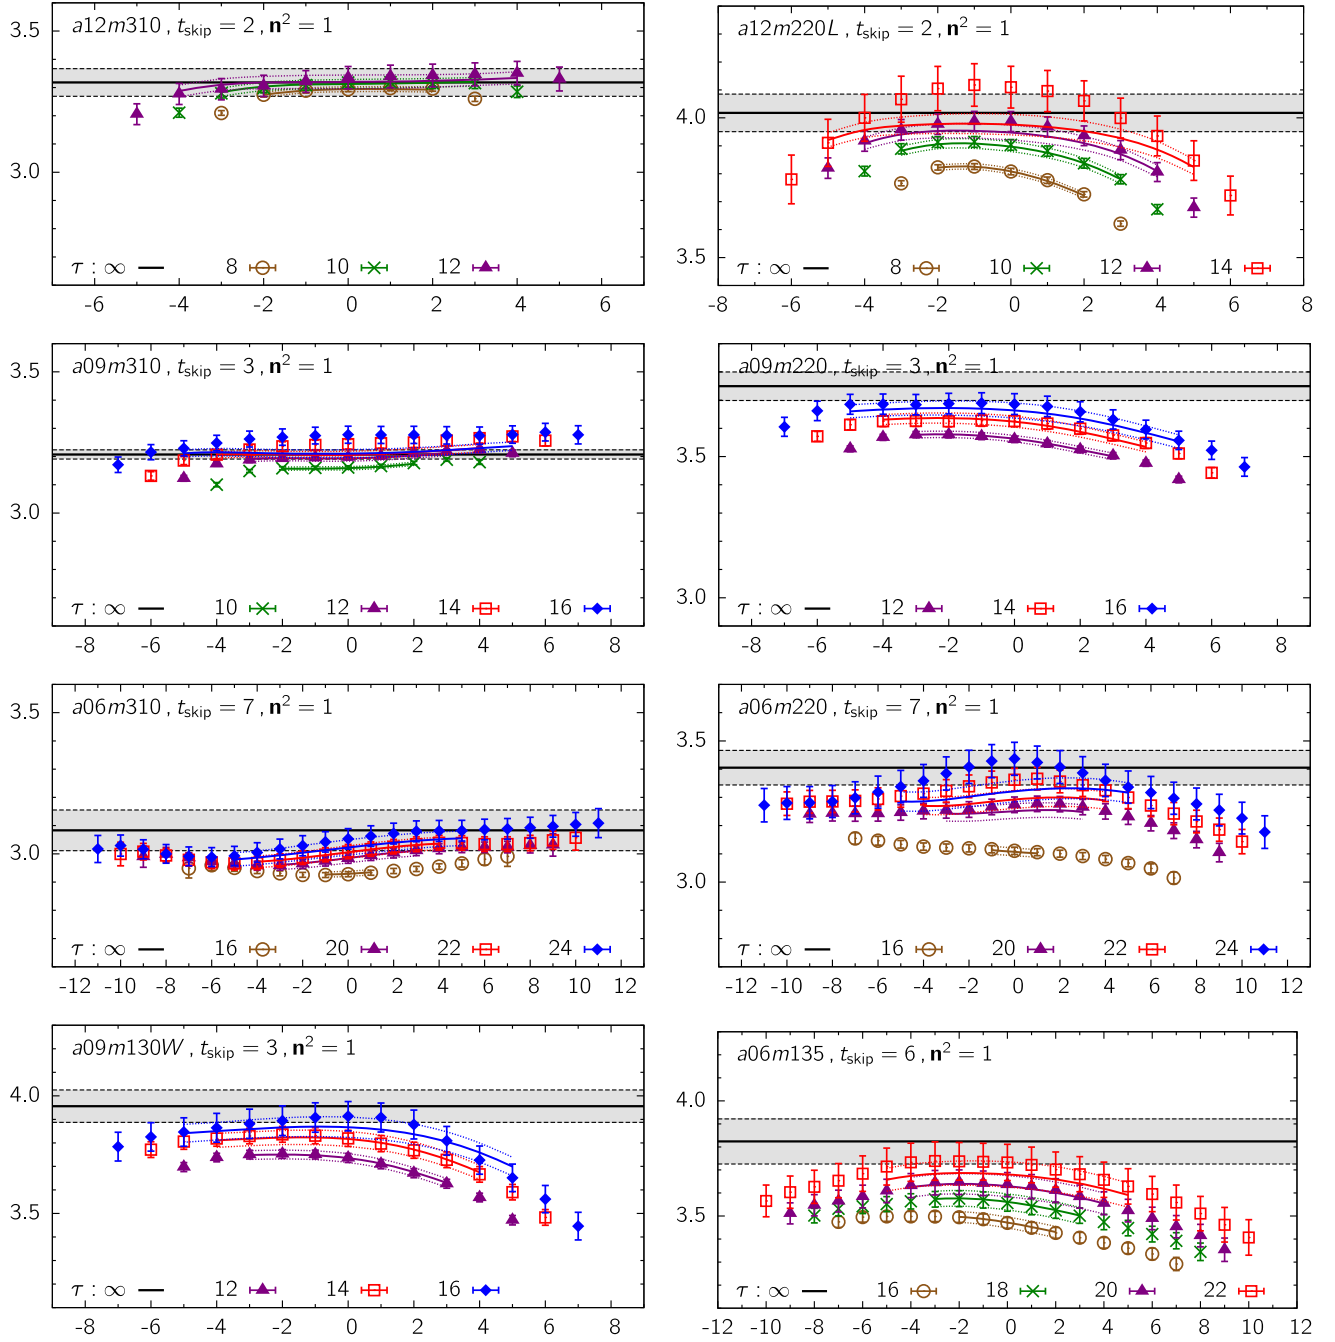 a12m310 , t_skip = 2 , n² = 1
3.5
3.0
τ : ∞ 8 10 12
-6 -4 -2 0 2 4 6
a12m220L , t_skip = 2 , n² = 1
4.0
3.5
τ : ∞ 8 10 12 14
-8 -6 -4 -2 0 2 4 6 8
a09m310 , t_skip = 3 , n² = 1
3.5
3.0
τ : ∞ 10 12 14 16
-8 -6 -4 -2 0 2 4 6 8
a09m220 , t_skip = 3 , n² = 1
3.5
3.0
τ : ∞ 12 14 16
-8 -6 -4 -2 0 2 4 6 8
a06m310 , t_skip = 7 , n² = 1
3.5
3.0
τ : ∞ 16 20 22 24
-12 -10 -8 -6 -4 -2 0 2 4 6 8 10 12
a06m220 , t_skip = 7 , n² = 1
3.5
3.0
τ : ∞ 16 20 22 24
-12 -10 -8 -6 -4 -2 0 2 4 6 8 10 12
a09m130W , t_skip = 3 , n² = 1
4.0
3.5
τ : ∞ 12 14 16
-8 -6 -4 -2 0 2 4 6 8
a06m135 , t_skip = 6 , n² = 1
4.0
3.5
τ : ∞ 16 18 20 22
-12 -10 -8 -6 -4 -2 0 2 4 6 8 10 12